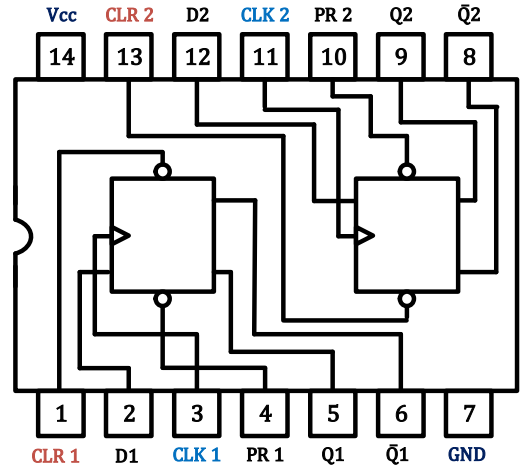 Vcc CLR 2 D2 CLK 2 PR 2 Q2 Q̄2
14 13 12 11 10 9 8
1 2 3 4 5 6 7
CLR 1 D1 CLK 1 PR 1 Q1 Q̄1 GND